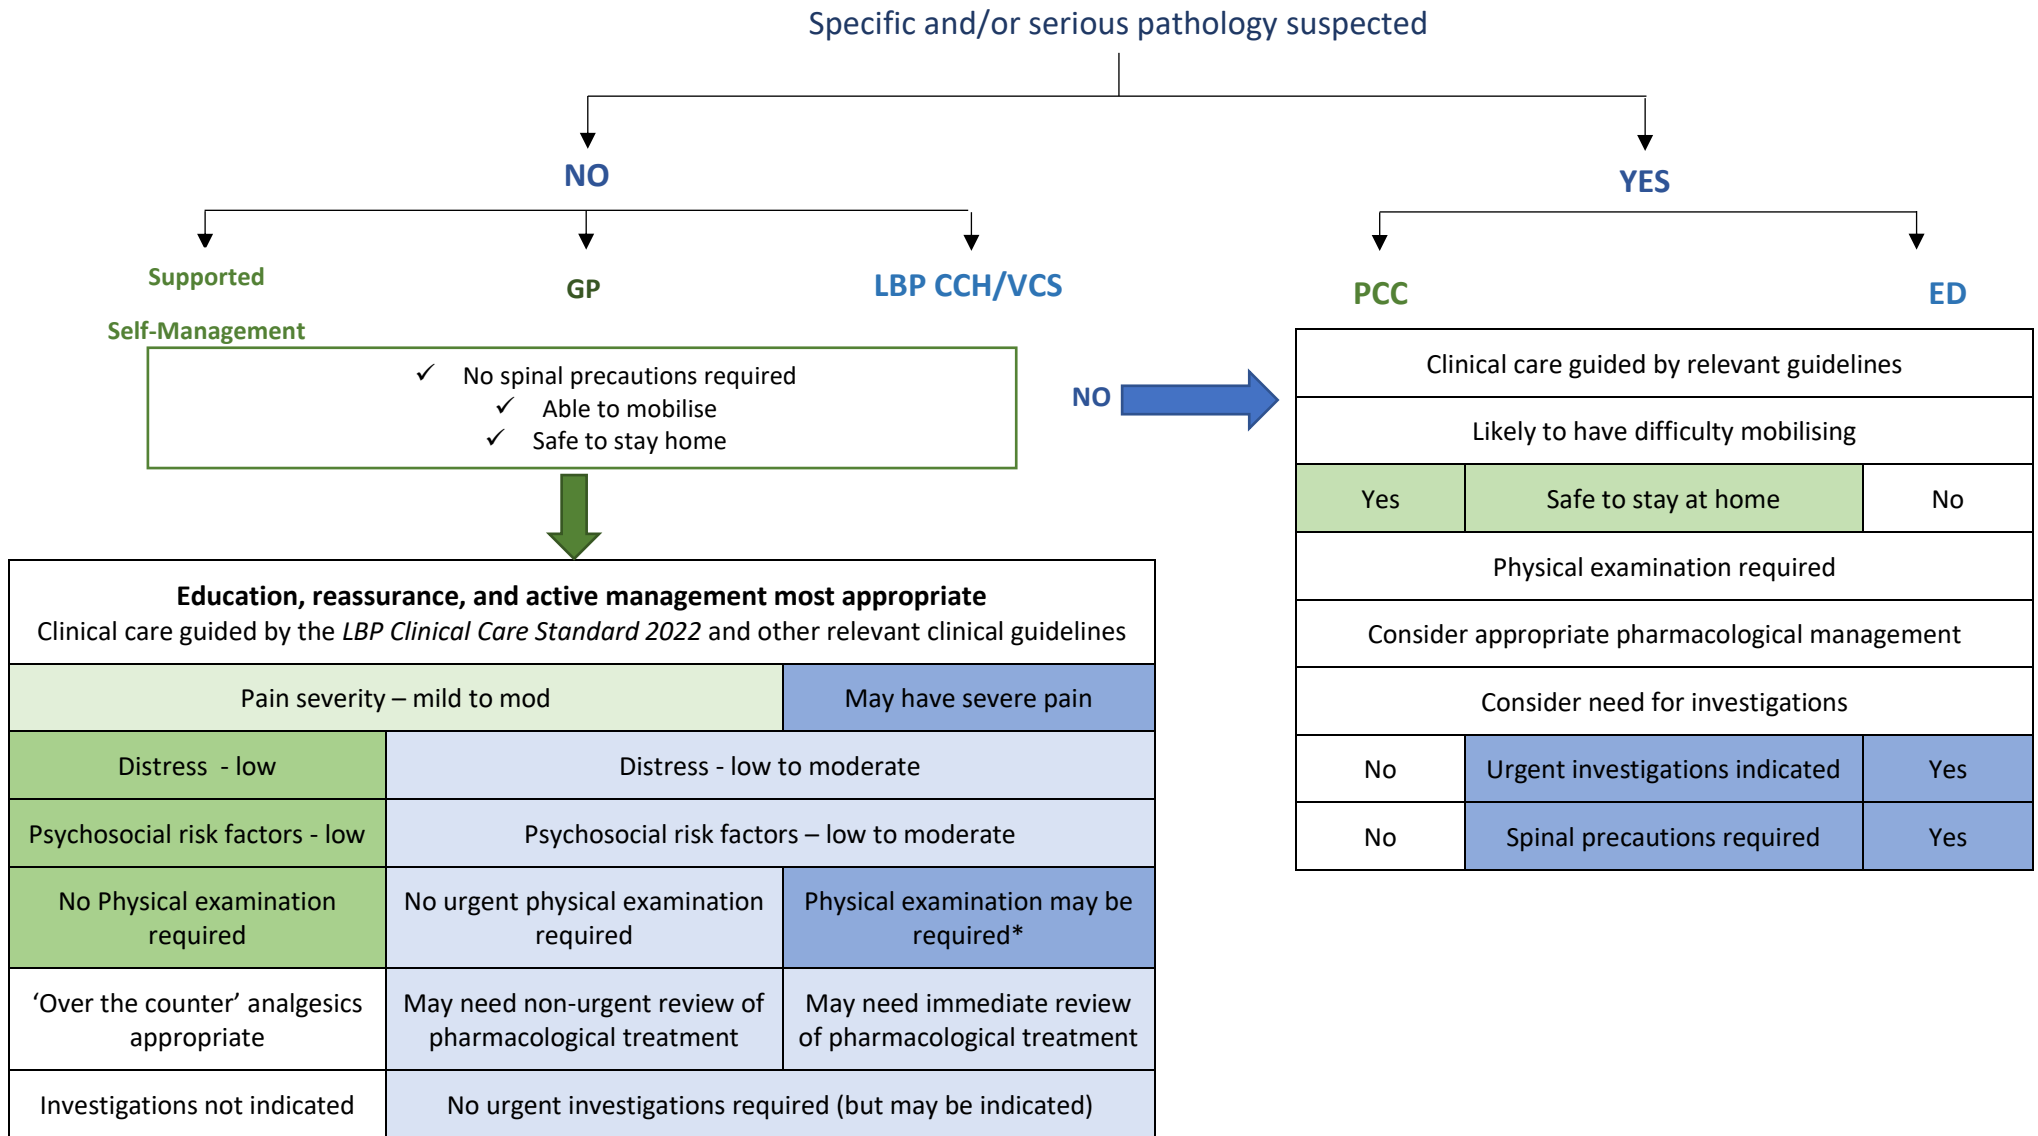 Specific and/or serious pathology suspected
NO
YES
Supported
Self-Management
GP
LBP CCH/VCS
PCC
ED
✓ No spinal precautions required
✓ Able to mobilise
✓ Safe to stay home
NO
Education, reassurance, and active management most appropriate
Clinical care guided by the LBP Clinical Care Standard 2022 and other relevant clinical guidelines
Pain severity – mild to mod
May have severe pain
Distress - low
Distress - low to moderate
Psychosocial risk factors - low
Psychosocial risk factors – low to moderate
No Physical examination
required
No urgent physical examination
required
Physical examination may be
required*
‘Over the counter’ analgesics
appropriate
May need non-urgent review of
pharmacological treatment
May need immediate review
of pharmacological treatment
Investigations not indicated
No urgent investigations required (but may be indicated)
Clinical care guided by relevant guidelines
Likely to have difficulty mobilising
Yes
Safe to stay at home
No
Physical examination required
Consider appropriate pharmacological management
Consider need for investigations
No
Urgent investigations indicated
Yes
No
Spinal precautions required
Yes